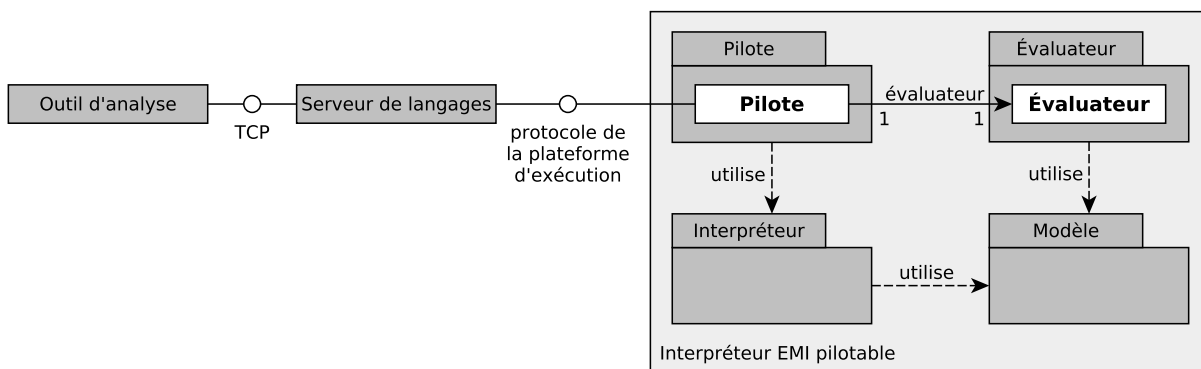 Pilote
Évaluateur
Outil d'analyse
TCP
Serveur de langages
protocole de
la plateforme
d'exécution
Pilote
évaluateur
1
1
Évaluateur
utilise
utilise
Interpréteur
Modèle
utilise
Interpréteur EMI pilotable